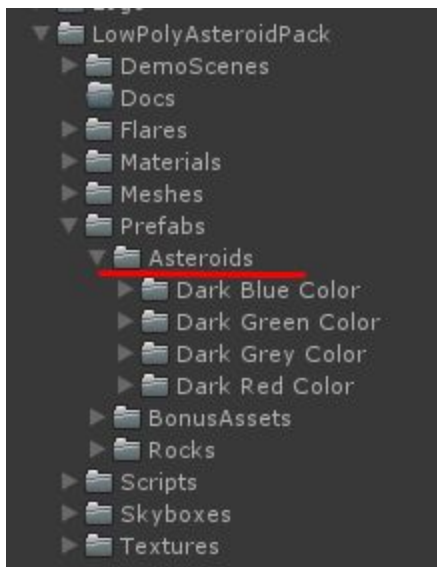 LowPolyAsteroidPack
DemoScenes
Docs
Flares
Materials
Meshes
Prefabs
Asteroids
Dark Blue Color
Dark Green Color
Dark Grey Color
Dark Red Color
BonusAssets
Rocks
Scripts
Skyboxes
Textures